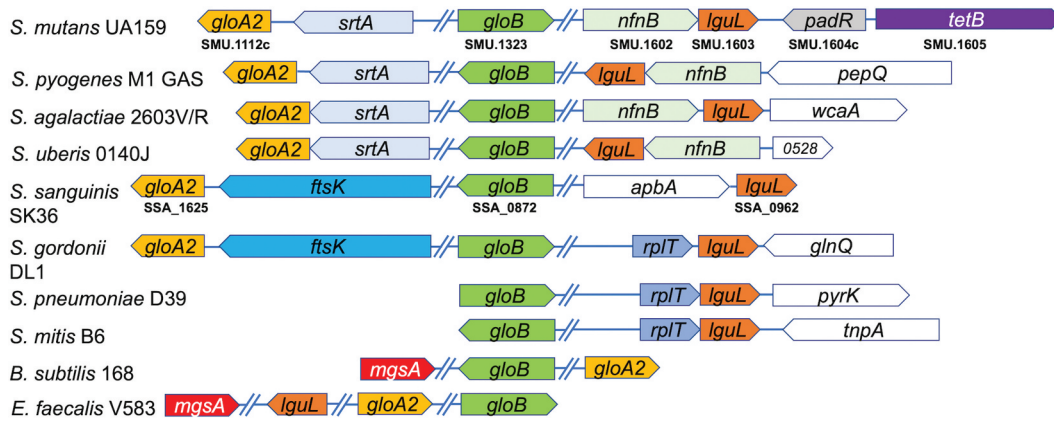 S. mutans UA159 gloA2 srtA gloB nfnB lguL padR tetB
SMU.1112c SMU.1323 SMU.1602 SMU.1603 SMU.1604c SMU.1605
S. pyogenes M1 GAS gloA2 srtA gloB lguL nfnB pepQ
S. agalactiae 2603V/R gloA2 srtA gloB nfnB lguL wcaA
S. uberis 0140J gloA2 srtA gloB lguL nfnB 0528
S. sanguinis gloA2 ftsK gloB apbA lguL
SK36 SSA_1625 SSA_0872 SSA_0962
S. gordonii gloA2 ftsK gloB rplT lguL glnQ
DL1
S. pneumoniae D39 gloB rplT lguL pyrK
S. mitis B6 gloB rplT lguL tnpA
B. subtilis 168 mgsA gloB gloA2
E. faecalis V583 mgsA lguL gloA2 gloB